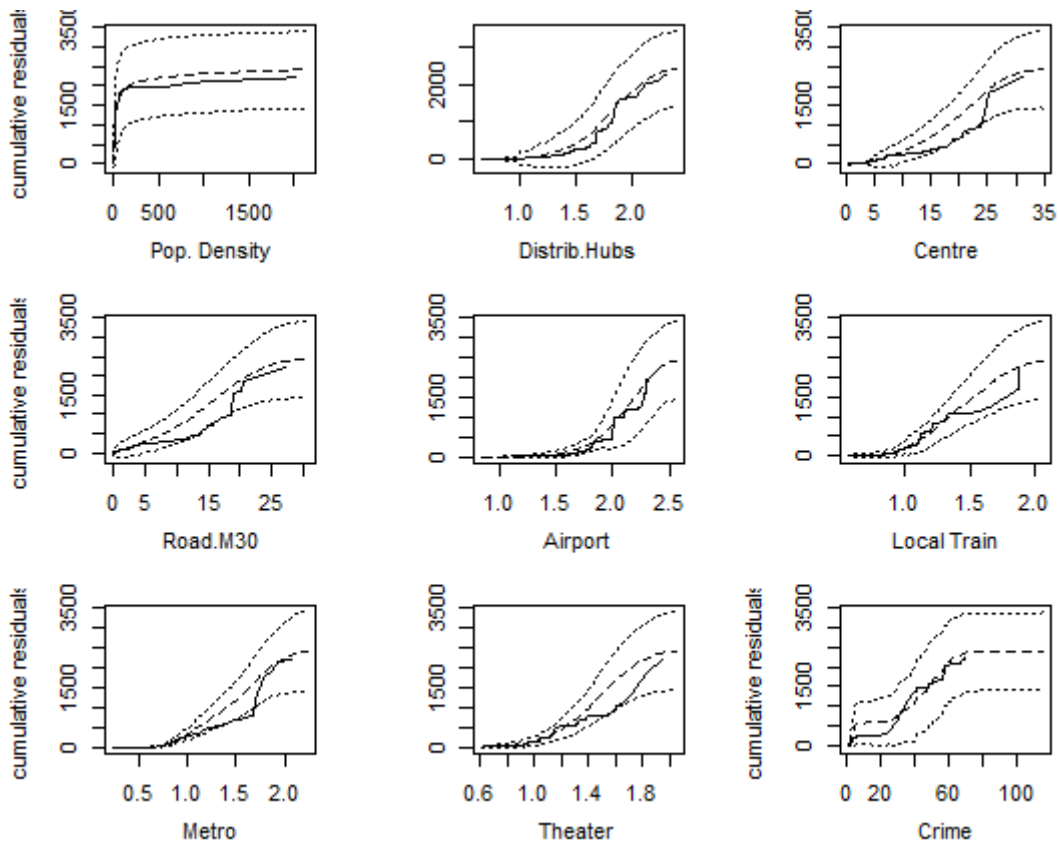 cumulative residuals
0 1500 3500
0 500 1500
Pop. Density
0 2000
1.0 1.5 2.0
Distrib.Hubs
0 1500 3500
0 5 15 25 35
Centre
cumulative residuals
0 1500 3500
0 5 15 25
Road.M30
0 1500 3500
1.0 1.5 2.0 2.5
Airport
0 1500 3500
1.0 1.5 2.0
Local Train
cumulative residuals
0 1500 3500
0.5 1.0 1.5 2.0
Metro
0 1500 3500
0.6 1.0 1.4 1.8
Theater
cumulative residuals
0 1500 3500
0 20 60 100
Crime